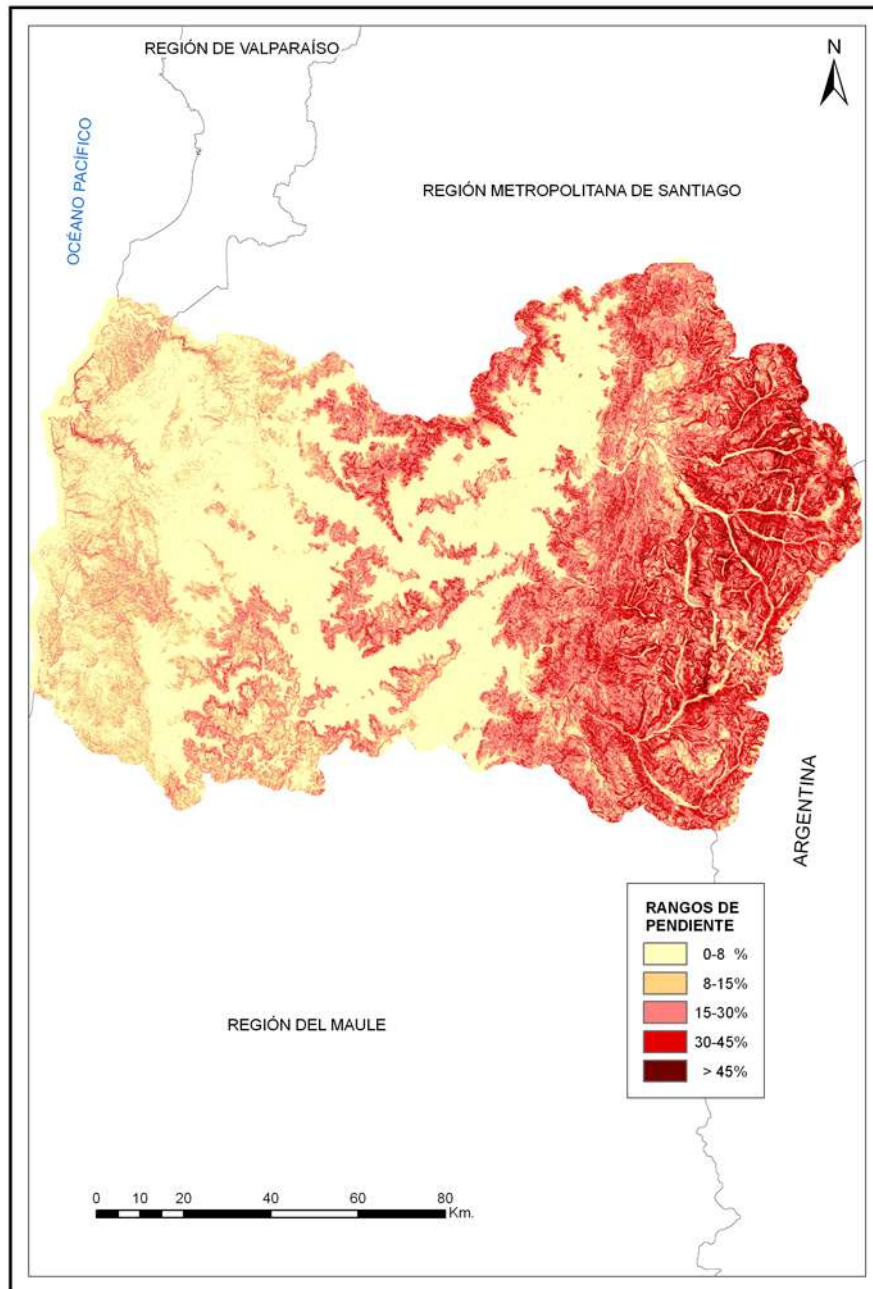 REGIÓN DE VALPARAÍSO
N
OCÉANO PACÍFICO
REGIÓN METROPOLITANA DE SANTIAGO
ARGENTINA
RANGOS DE
PENDIENTE
0-8 %
8-15%
15-30%
30-45%
> 45%
REGIÓN DEL MAULE
0 10 20 40 60 80
Km.